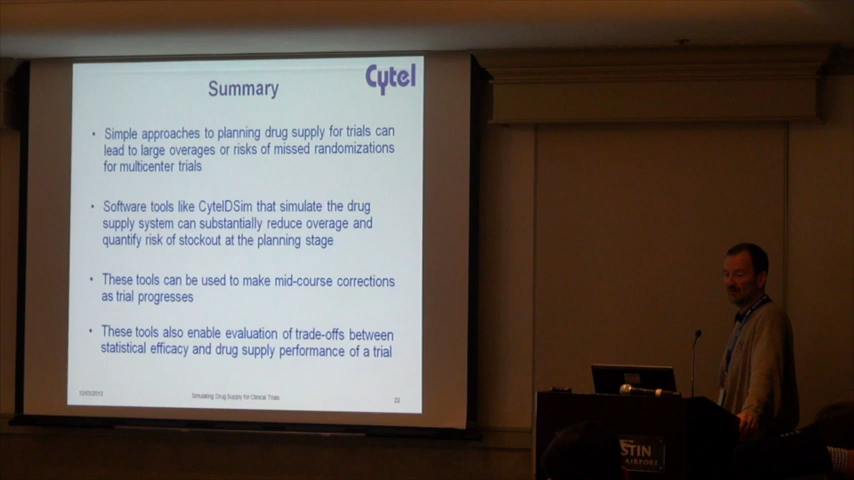 Cytel
Summary
• Simple approaches to planning drug supply for trials can
lead to large overages or risks of missed randomizations
for multicenter trials
• Software tools like CytelDSim that simulate the drug
supply system can substantially reduce overage and
quantify risk of stockout at the planning stage
• These tools can be used to make mid-course corrections
as trial progresses
• These tools also enable evaluation of trade-offs between
statistical efficacy and drug supply performance of a trial
Simulating Drug Supply for Clinical Trials
22
STIN
AIRPORT